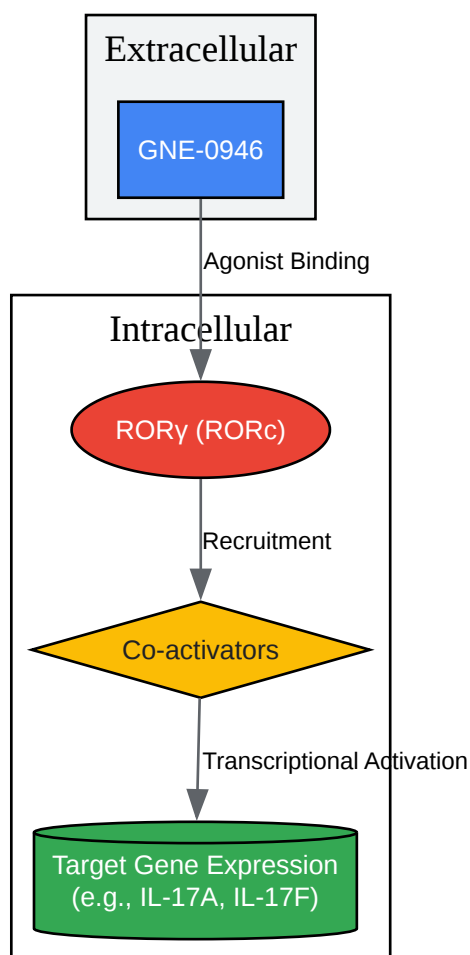 Extracellular
GNE-0946
Agonist Binding
Intracellular
RORγ (RORc)
Recruitment
Co-activators
Transcriptional Activation
Target Gene Expression
(e.g., IL-17A, IL-17F)